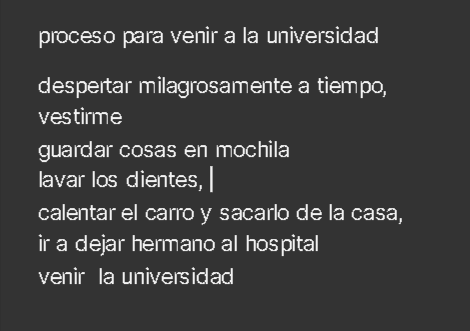 proceso para venir a la universidad
despertar milagrosamente a tiempo,
vestirme
guardar cosas en mochila
lavar los dientes,
calentar el carro y sacarlo de la casa,
ir a dejar hermano al hospital
venir  la universidad